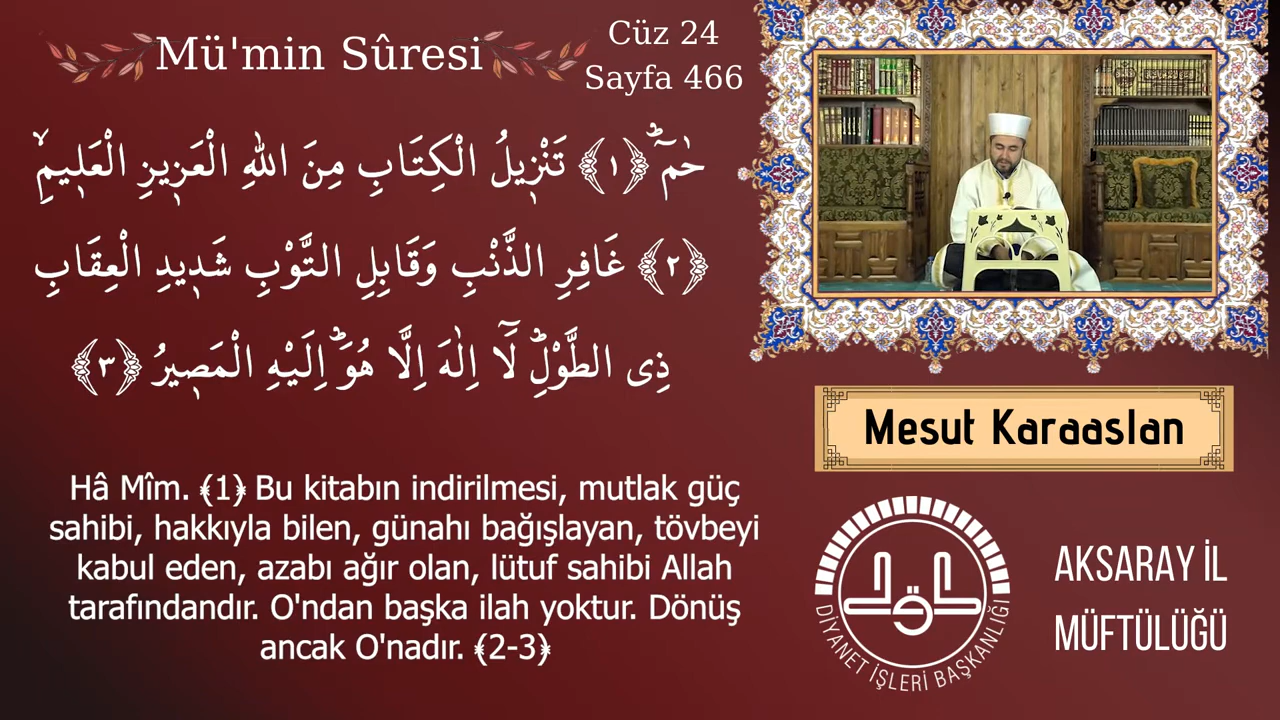 Mü'min Sûresi
Cüz 24
Sayfa 466
حٰمٓ ۚ ﴿١﴾ تَنْز۪يلُ الْكِتَابِ مِنَ اللّٰهِ الْعَز۪يزِ الْعَل۪يمِۙ
﴿٢﴾ غَافِرِ الذَّنْبِ وَقَابِلِ التَّوْبِ شَد۪يدِ الْعِقَابِ
ذِي الطَّوْلِۜ لَٓا اِلٰهَ اِلَّا هُوَۜ اِلَيْهِ الْمَص۪يرُ ﴿٣﴾
Hâ Mîm. ﴾1﴿ Bu kitabın indirilmesi, mutlak güç
sahibi, hakkıyla bilen, günahı bağışlayan, tövbeyi
kabul eden, azabı ağır olan, lütuf sahibi Allah
tarafındandır. O'ndan başka ilah yoktur. Dönüş
ancak O'nadır. ﴾2-3﴿
Mesut Karaaslan
DİYANET İŞLERİ BAŞKANLIĞI
AKSARAY İL
MÜFTÜLÜĞÜ